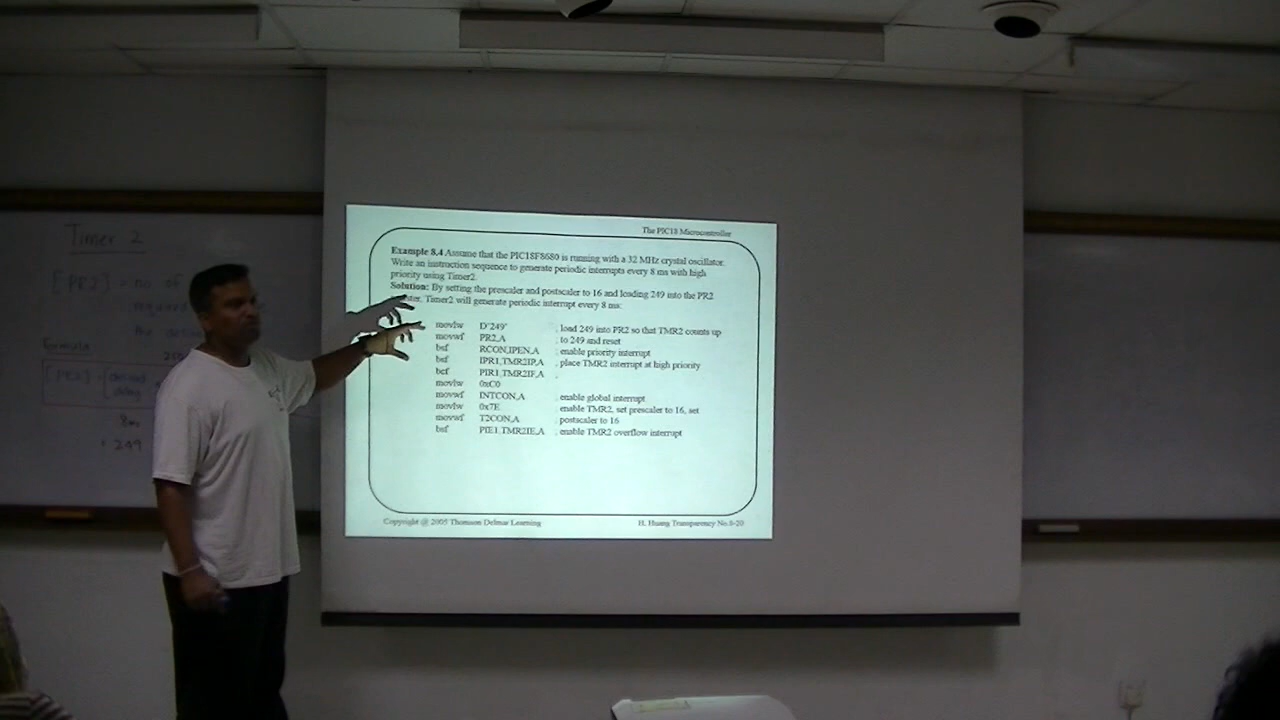 Timer 2
[PR2] = no of
required
the
Formula
[PR2] = desired
delay
8m
= 249
The PIC18 Microcontroller
Example 8.4 Assume that the PIC18F8680 is running with a 32 MHz crystal oscillator.
Write an instruction sequence to generate periodic interrupts every 8 ms with high
priority using Timer2.
Solution: By setting the prescaler and postscaler to 16 and loading 249 into the PR2
Timer2 will generate periodic interrupt every 8 ms:
movlw D'249' ; load 249 into PR2 so that TMR2 counts up
movwf PR2,A ; to 249 and reset
bsf RCON,IPEN,A ; enable priority interrupt
bsf IPR1,TMR2IP,A ; place TMR2 interrupt at high priority
bcf PIR1,TMR2IF,A ;
movlw 0xC0
movwf INTCON,A ; enable global interrupt
movlw 0x7E ; enable TMR2, set prescaler to 16, set
movwf T2CON,A ; postscaler to 16
bsf PIE1,TMR2IE,A ; enable TMR2 overflow interrupt
Copyright @ 2005 Thomson Delmar Learning
H. Huang Transparency No.8-20